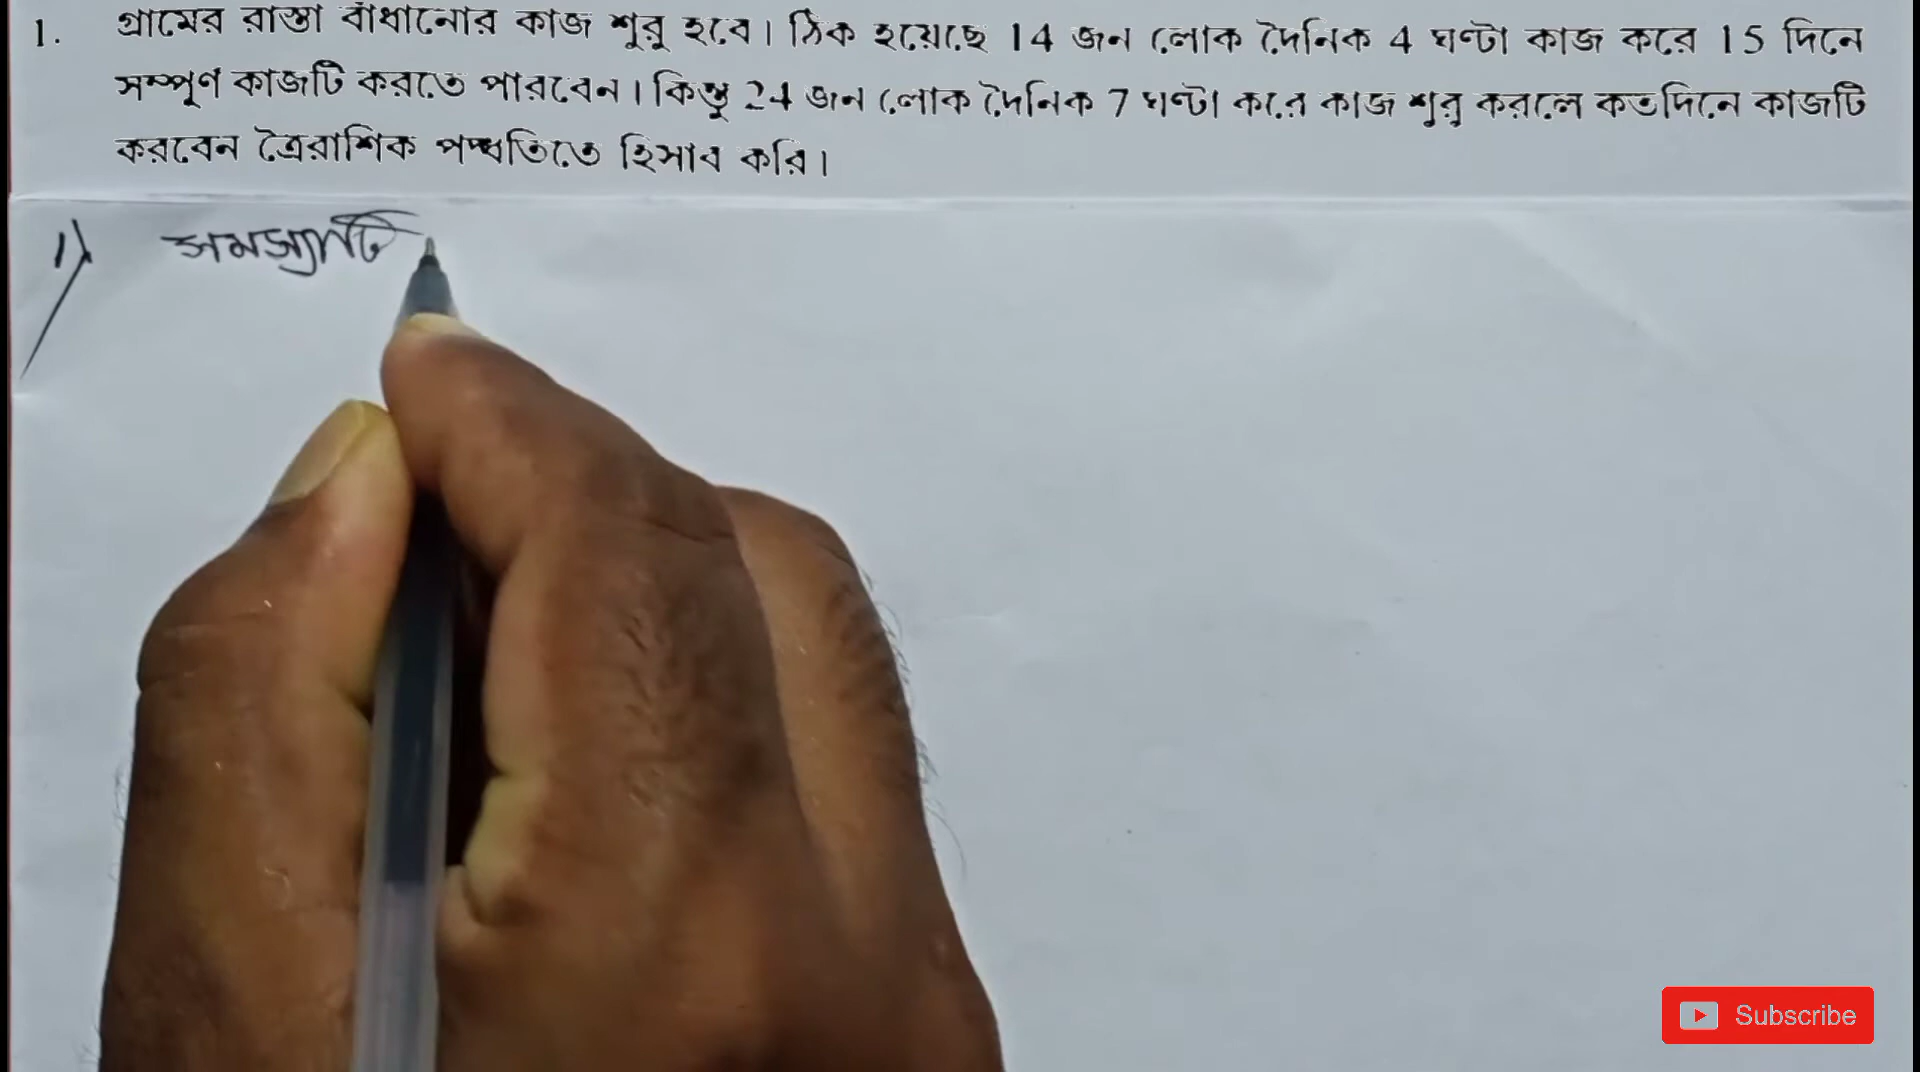 1. গ্রামের রাস্তা বাঁধানোর কাজ শুরু হবে। ঠিক হয়েছে 14 জন লোক দৈনিক 4 ঘণ্টা কাজ করে 15 দিনে
সম্পূর্ণ কাজটি করতে পারবেন। কিন্তু 24 জন লোক দৈনিক 7 ঘণ্টা করে কাজ শুরু করলে কতদিনে কাজটি
করবেন ত্রৈরাশিক পদ্ধতিতে হিসাব করি।
1) সমস্যাটি
Subscribe